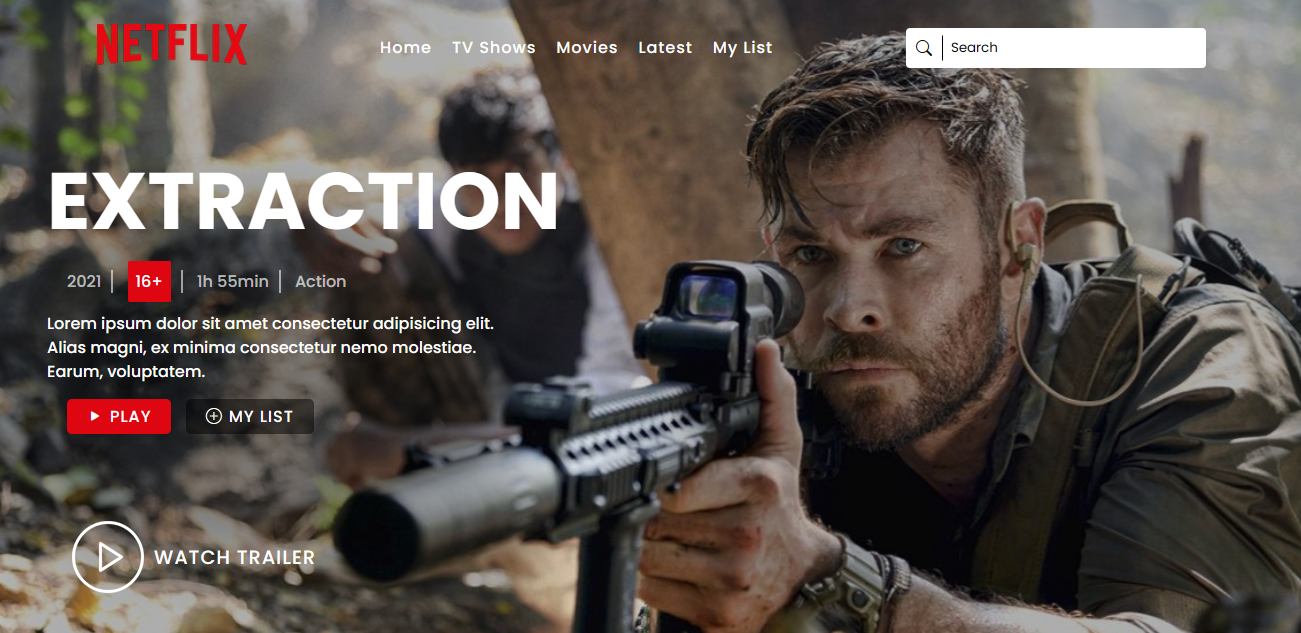 NETFLIX
Home TV Shows Movies Latest My List
Search
EXTRACTION
2021 | 16+ | 1h 55min | Action
Lorem ipsum dolor sit amet consectetur adipisicing elit.
Alias magni, ex minima consectetur nemo molestiae.
Earum, voluptatem.
PLAY
MY LIST
WATCH TRAILER